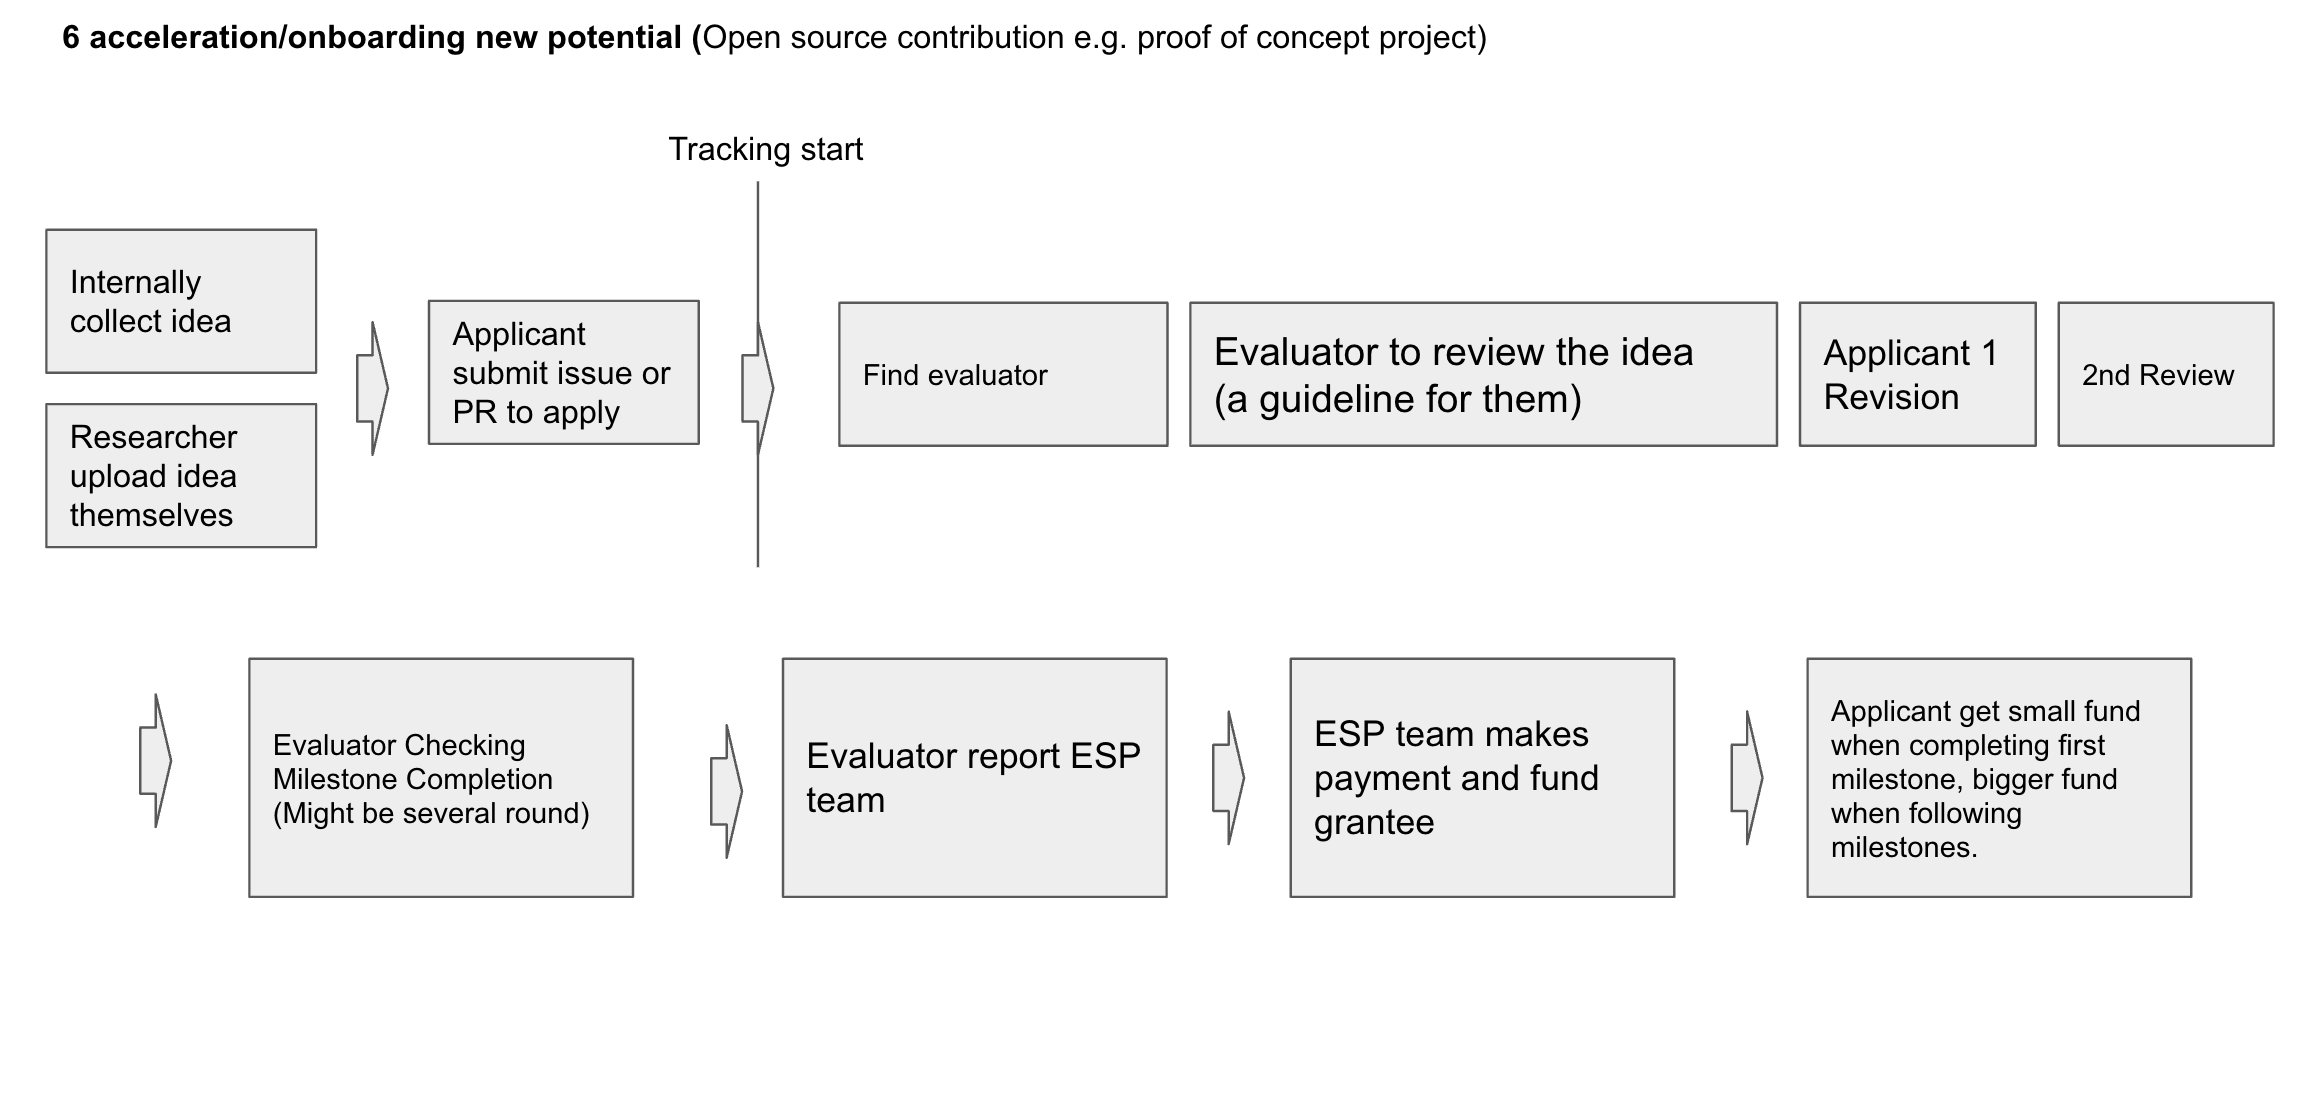 6 acceleration/onboarding new potential (Open source contribution e.g. proof of concept project)
Tracking start
Internally
collect idea
Researcher
upload idea
themselves
Applicant
submit issue or
PR to apply
Find evaluator
Evaluator to review the idea
(a guideline for them)
Applicant 1
Revision
2nd Review
Evaluator Checking
Milestone Completion
(Might be several round)
Evaluator report ESP
team
ESP team makes
payment and fund
grantee
Applicant get small fund
when completing first
milestone, bigger fund
when following
milestones.